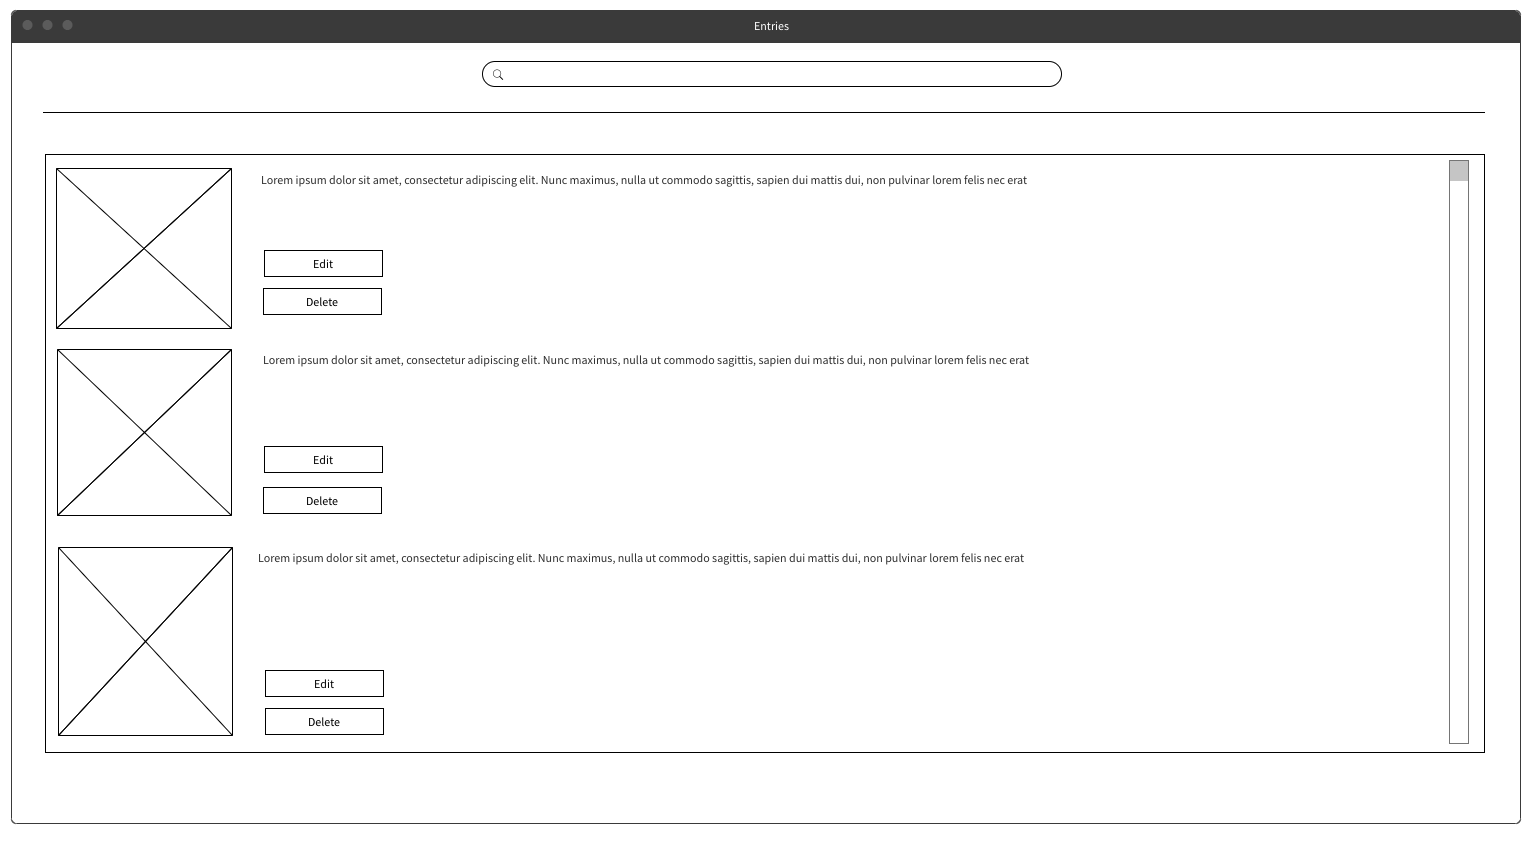 Entries
Lorem ipsum dolor sit amet, consectetur adipiscing elit. Nunc maximus, nulla ut commodo sagittis, sapien dui mattis dui, non pulvinar lorem felis nec erat
Edit
Delete
Lorem ipsum dolor sit amet, consectetur adipiscing elit. Nunc maximus, nulla ut commodo sagittis, sapien dui mattis dui, non pulvinar lorem felis nec erat
Edit
Delete
Lorem ipsum dolor sit amet, consectetur adipiscing elit. Nunc maximus, nulla ut commodo sagittis, sapien dui mattis dui, non pulvinar lorem felis nec erat
Edit
Delete